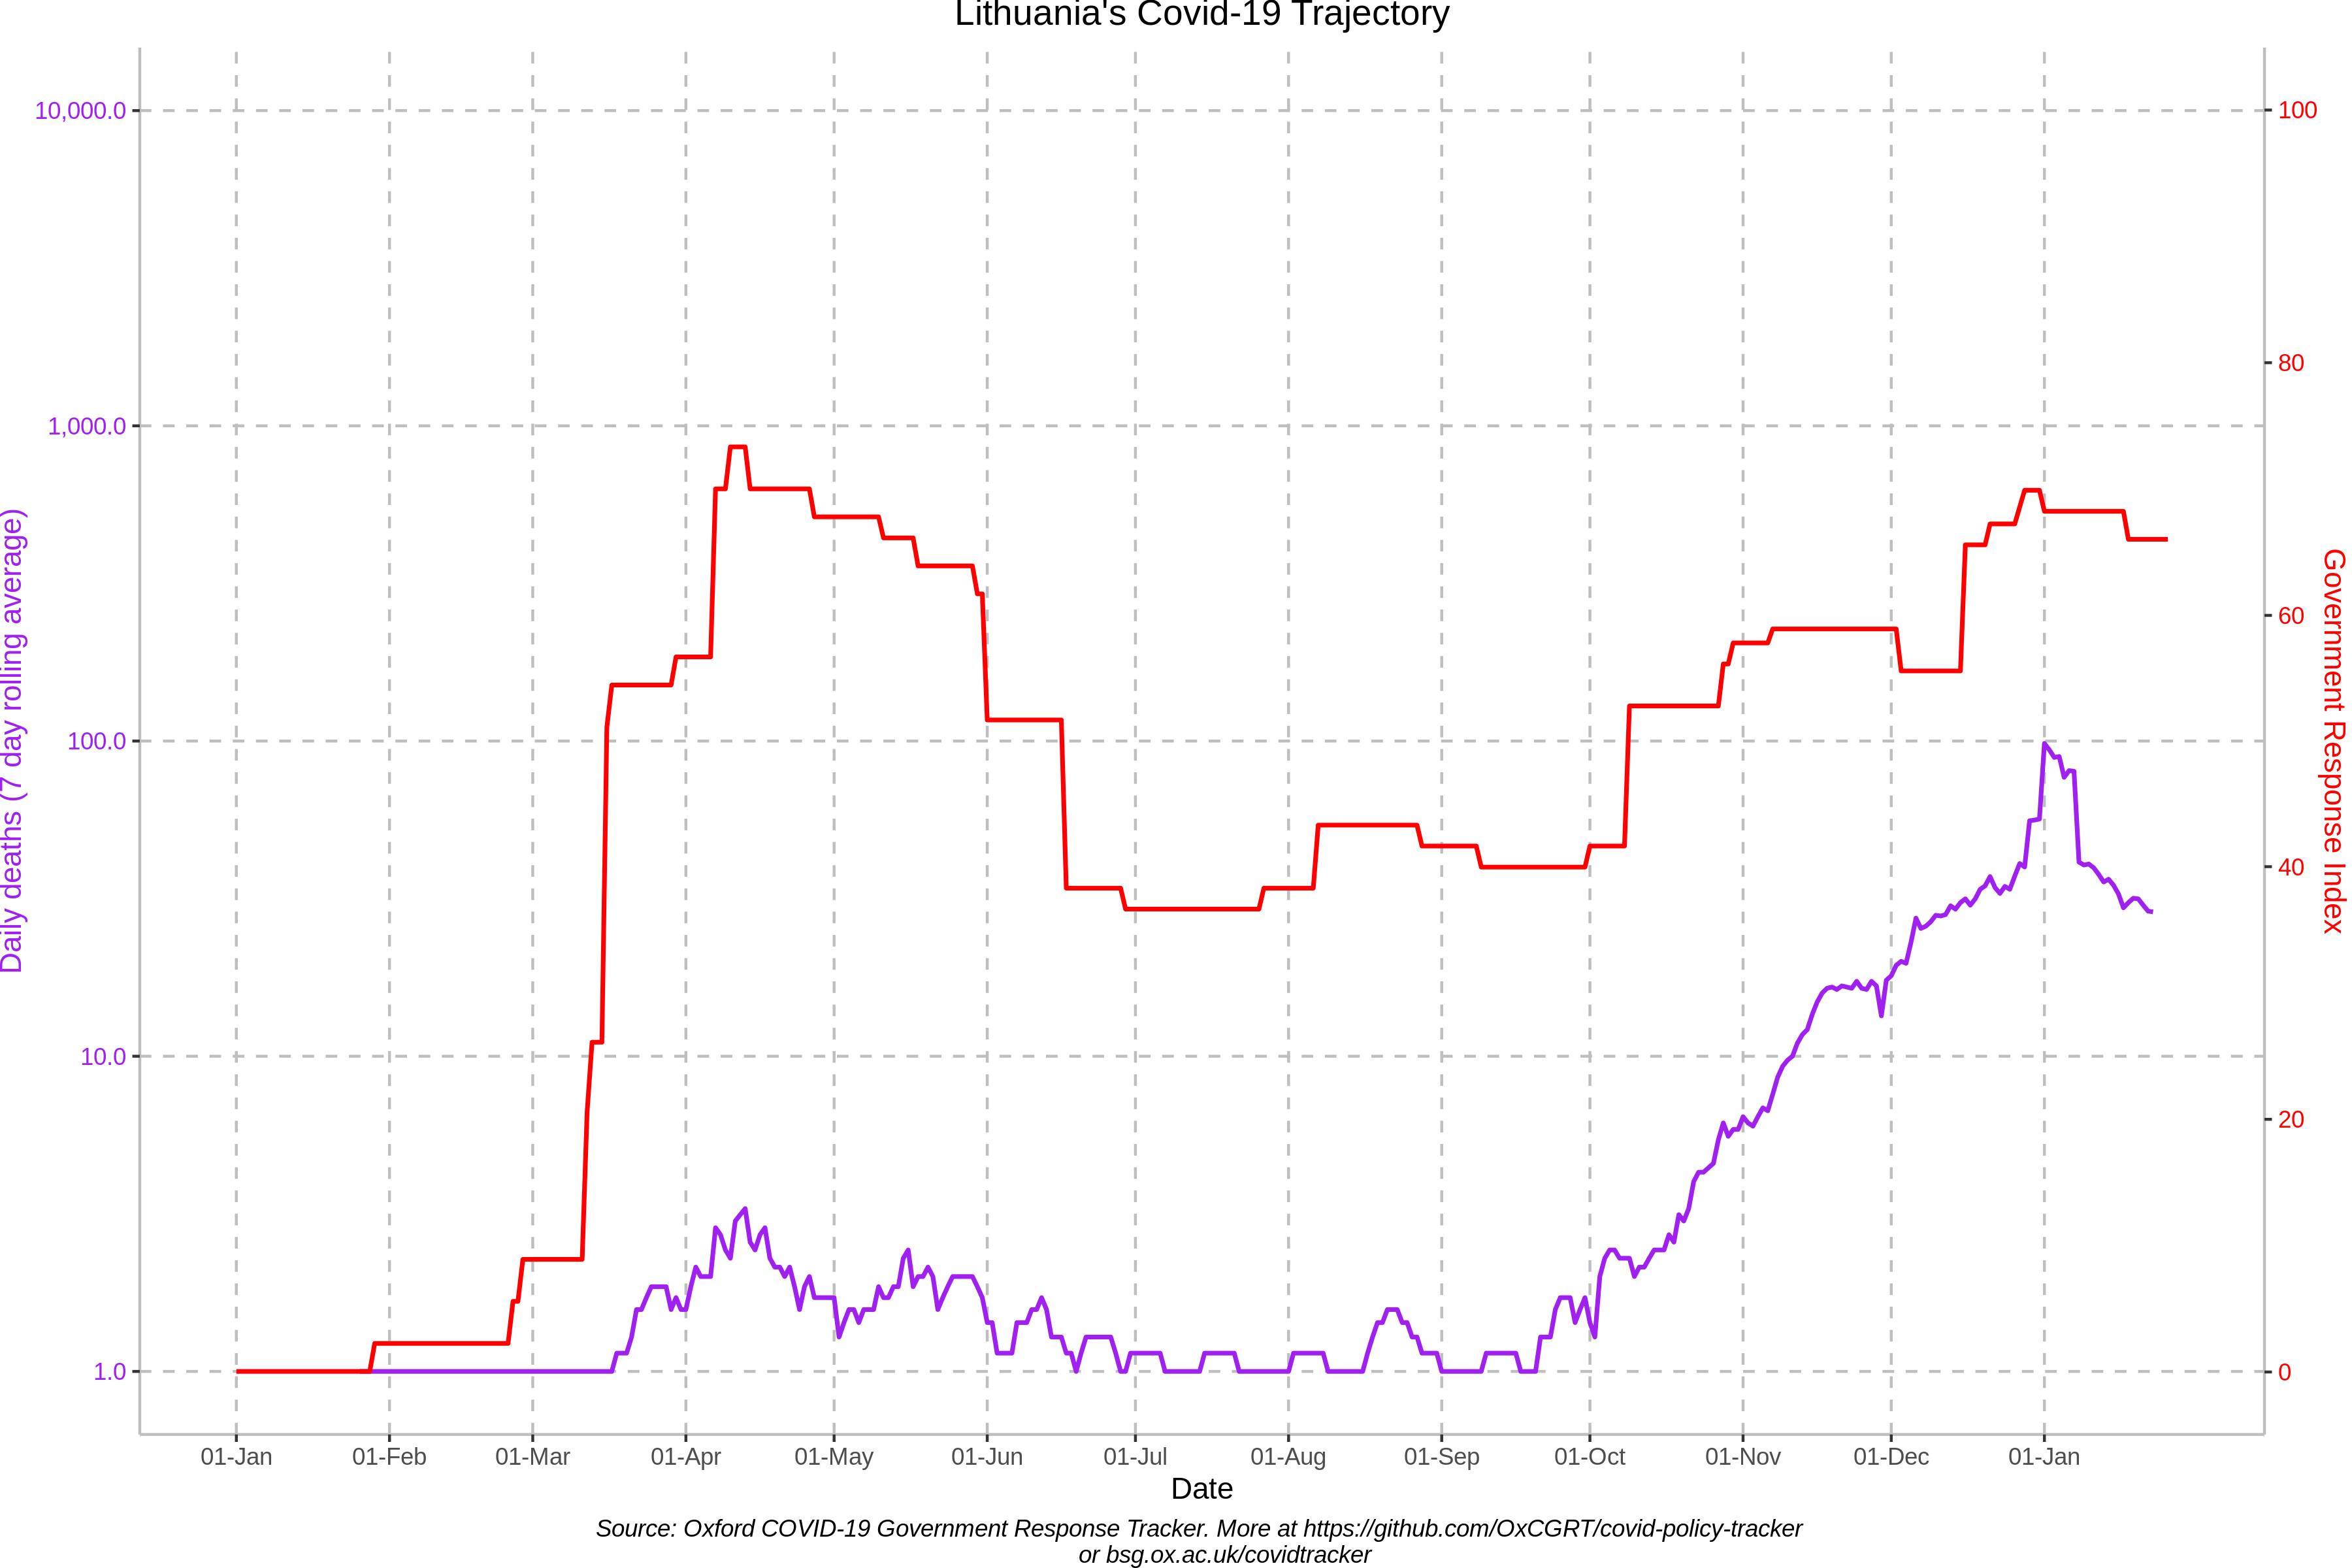 Lithuania's Covid-19 Trajectory
10,000.0
1,000.0
100.0
10.0
1.0
Daily deaths (7 day rolling average)
100
80
60
40
20
0
Government Response Index
01-Jan
01-Feb
01-Mar
01-Apr
01-May
01-Jun
01-Jul
01-Aug
01-Sep
01-Oct
01-Nov
01-Dec
01-Jan
Date
Source: Oxford COVID-19 Government Response Tracker. More at https://github.com/OxCGRT/covid-policy-tracker
or bsg.ox.ac.uk/covidtracker